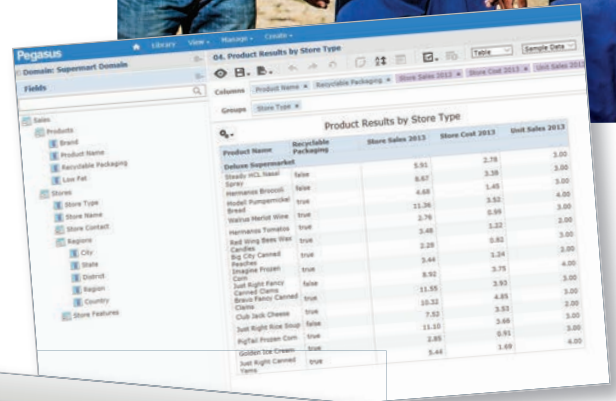 Pegasus
Library View Manage Create
Domain: Supermart Domain
04. Product Results by Store Type
Fields
Table
Sample Data
Columns Product Name Recyclable Packaging Store Sales 2013 Store Cost 2013 Unit Sales 2013
Groups Store Type
Sales
Products
Brand
Product Name
Recyclable Packaging
Low Fat
Stores
Store Type
Store Name
Store Contact
Regions
City
State
District
Region
Country
Store Features
Product Results by Store Type
Product Name Recyclable Packaging Store Sales 2013 Store Cost 2013 Unit Sales 2013
Deluxe Supermarket
Steady HCL Nasal Spray false 5.91 2.78 3.00
Hermanos Broccoli false 8.67 3.38 3.00
Modell Pumpernickel Bread true 4.68 1.45 3.00
Walrus Merlot Wine true 11.36 3.52 4.00
Hermanos Tomatos true 2.76 0.99 3.00
Red Wing Bees Wax Candles true 3.48 1.22 2.00
Big City Canned Peaches true 2.28 0.82 3.00
Imagine Frozen Corn true 3.44 1.24 2.00
Just Right Fancy Canned Clams false 8.92 3.75 4.00
Bravo Fancy Canned Clams true 11.55 3.93 3.00
Club Jack Cheese true 10.32 4.85 3.00
Just Right Rice Soup false 7.52 3.53 2.00
PigTail Frozen Corn true 11.10 3.66 3.00
Golden Ice Cream true 2.85 0.91 3.00
Just Right Canned Yams true 5.44 1.69 4.00